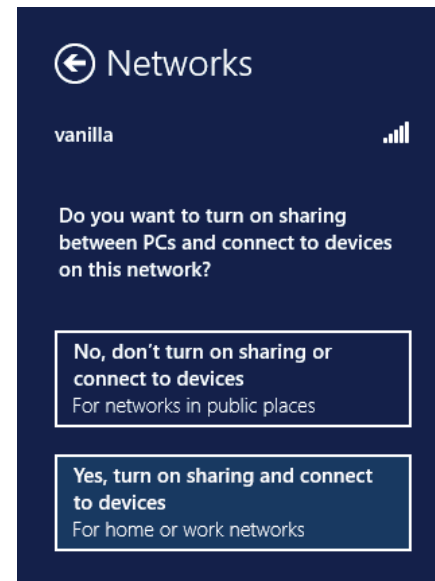 Networks
vanilla
Do you want to turn on sharing
between PCs and connect to devices
on this network?
No, don't turn on sharing or
connect to devices
For networks in public places
Yes, turn on sharing and connect
to devices
For home or work networks